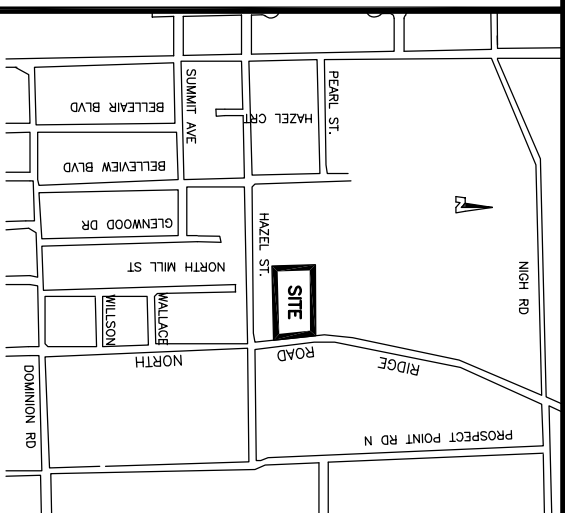 SUMMIT AVE
PEARL ST.
BELLEAIR BLVD
HAZEL CRT
BELLEVIEW BLVD
GLENWOOD DR
HAZEL ST.
N
NORTH MILL ST
NIGH RD
SITE
WILLSON
WALLACE
NORTH
ROAD
RIDGE
DOMINION RD
PROSPECT POINT RD N